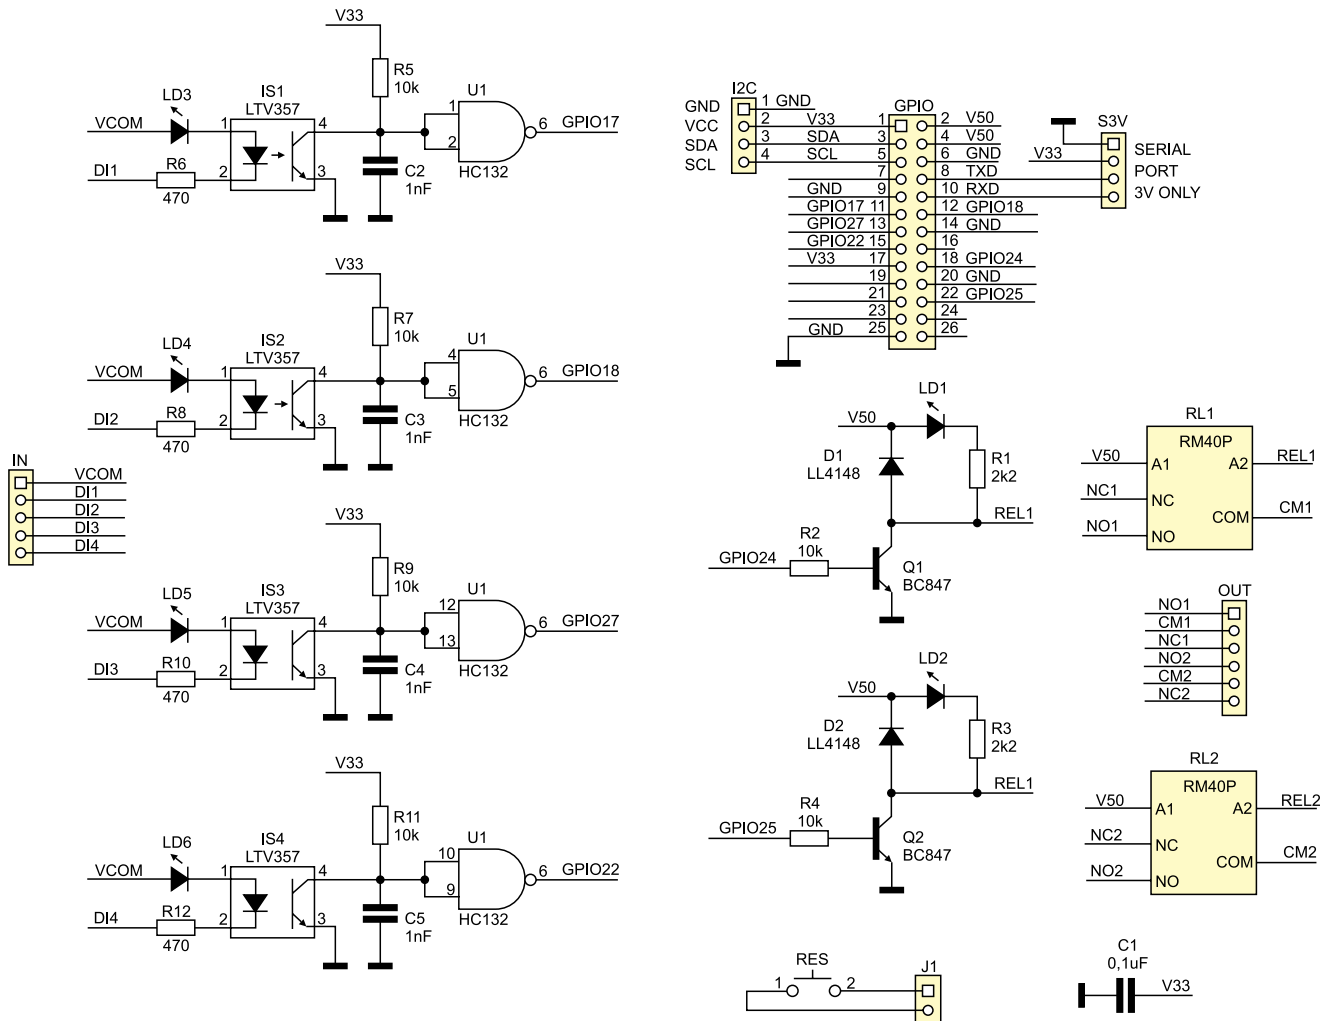 V33
R5
10k
IS1
LTV357
LD3
VCOM
1
4
DI1
R6
470
2
3
C2
1nF
U1
1
2
6
HC132
GPIO17
V33
R7
10k
IS2
LTV357
LD4
VCOM
1
4
DI2
R8
470
2
3
C3
1nF
U1
4
5
6
HC132
GPIO18
IN
VCOM
DI1
DI2
DI3
DI4
V33
R9
10k
IS3
LTV357
LD5
VCOM
1
4
DI3
R10
470
2
3
C4
1nF
U1
12
13
6
HC132
GPIO27
V33
R11
10k
IS4
LTV357
LD6
VCOM
1
4
DI4
R12
470
2
3
C5
1nF
U1
10
9
6
HC132
GPIO22
I2C
GND 1 GND
VCC 2 V33
SDA 3 SDA
SCL 4 SCL
GPIO
1 2 V50
3 4 V50
5 6 GND
7 8 TXD
GND 9 10 RXD
GPIO17 11 12 GPIO18
GPIO27 13 14 GND
GPIO22 15 16
V33 17 18 GPIO24
19 20 GND
21 22 GPIO25
23 24
GND 25 26
S3V
V33
SERIAL
PORT
3V ONLY
LD1
V50
D1
LL4148
R1
2k2
REL1
R2
10k
GPIO24
Q1
BC847
LD2
V50
D2
LL4148
R3
2k2
REL1
R4
10k
GPIO25
Q2
BC847
RL1
RM40P
V50 A1 A2 REL1
NC1 NC
COM CM1
NO1 NO
OUT
NO1
CM1
NC1
NO2
CM2
NC2
RL2
RM40P
V50 A1 A2 REL2
NC2 NC
COM CM2
NO2 NO
RES
1 2
J1
C1
0,1uF
V33